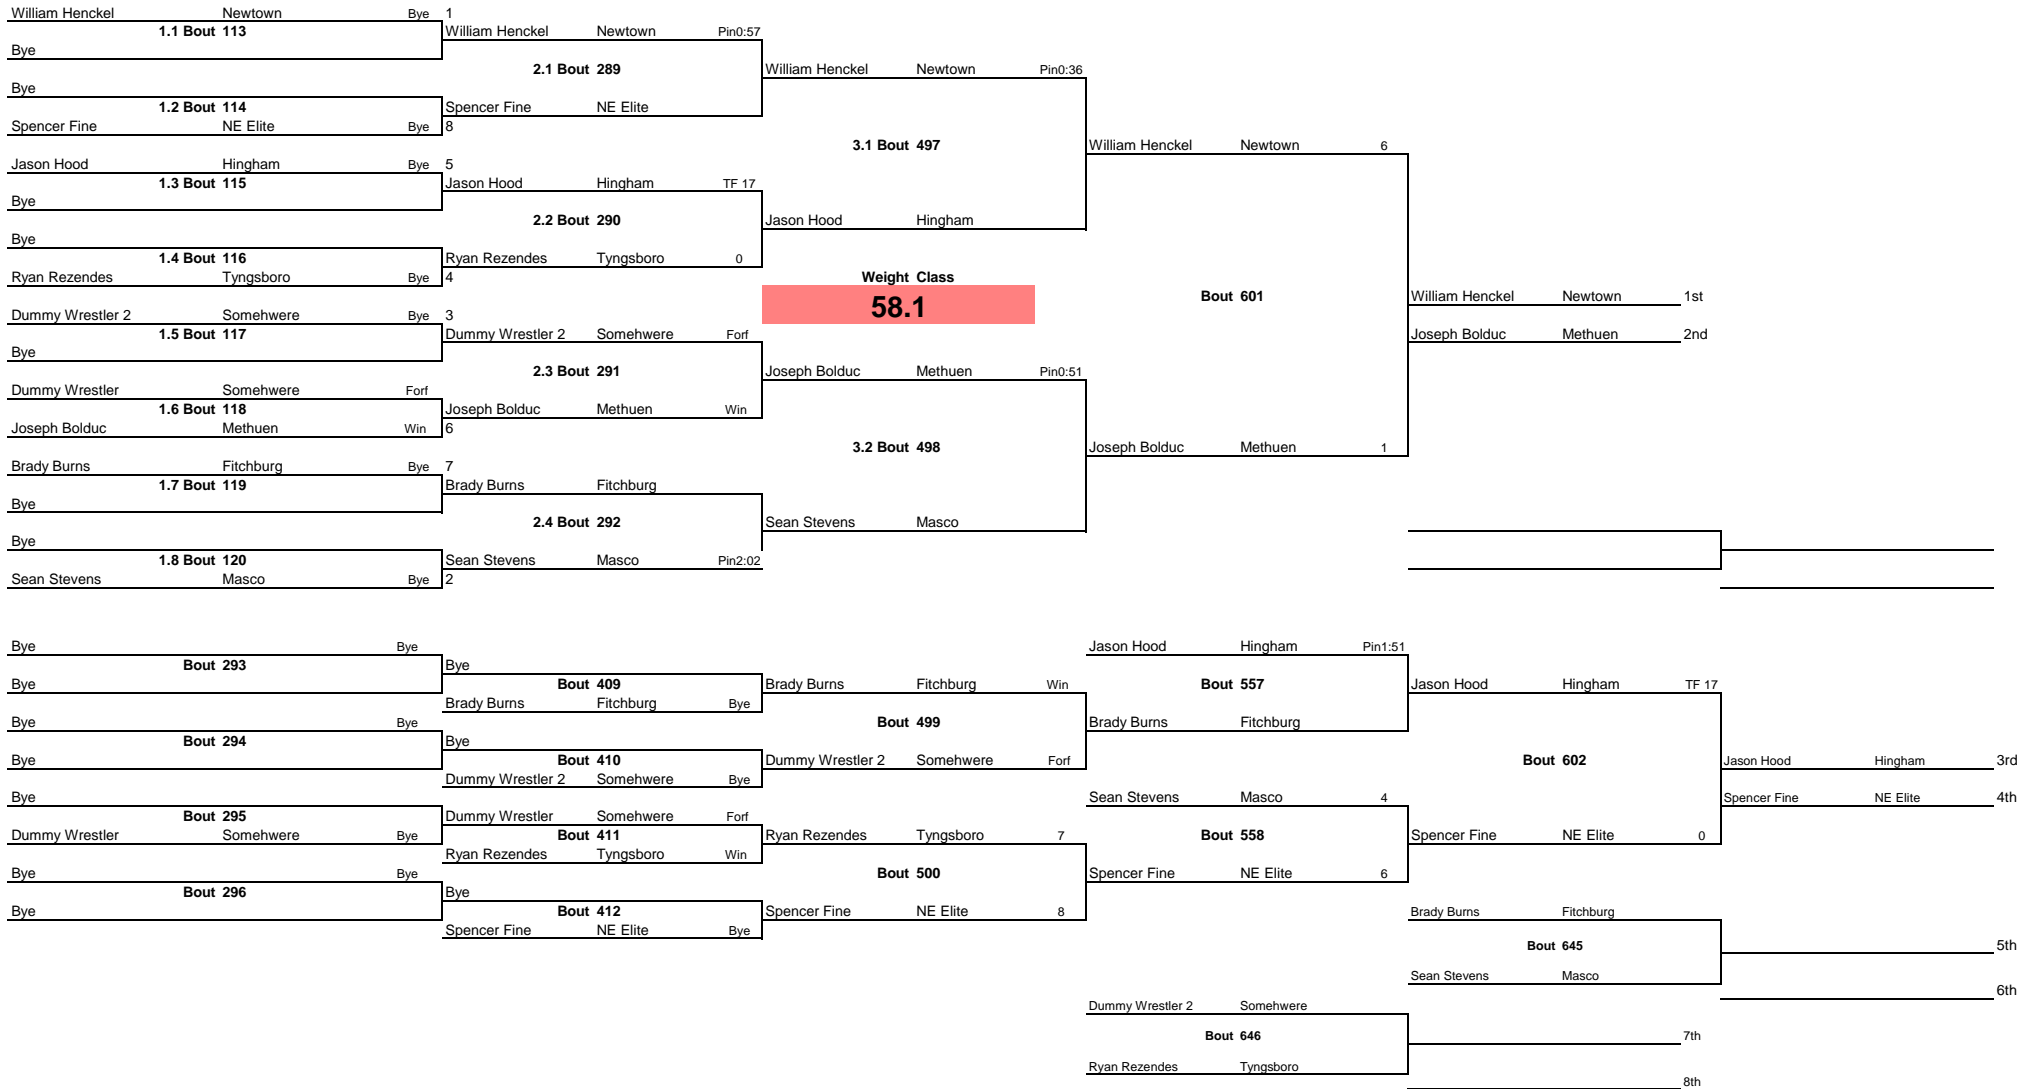 William Henckel Newtown Bye 1
1.1 Bout 113
Bye
William Henckel Newtown Pin0:57
2.1 Bout 289
William Henckel Newtown Pin0:36
Bye
1.2 Bout 114
Spencer Fine NE Elite
Spencer Fine NE Elite Bye 8
3.1 Bout 497
William Henckel Newtown 6
Jason Hood Hingham Bye 5
1.3 Bout 115
Jason Hood Hingham TF 17
Bye
2.2 Bout 290
Jason Hood Hingham
Bye
1.4 Bout 116
Ryan Rezendes Tyngsboro 0
Ryan Rezendes Tyngsboro Bye 4
Weight Class
58.1
Bout 601
William Henckel Newtown 1st
Dummy Wrestler 2 Somehwere Bye 3
1.5 Bout 117
Dummy Wrestler 2 Somehwere Forf
Joseph Bolduc Methuen 2nd
Bye
2.3 Bout 291
Joseph Bolduc Methuen Pin0:51
Dummy Wrestler Somehwere Forf
1.6 Bout 118
Joseph Bolduc Methuen Win
Joseph Bolduc Methuen Win 6
3.2 Bout 498
Joseph Bolduc Methuen 1
Brady Burns Fitchburg Bye 7
1.7 Bout 119
Brady Burns Fitchburg
Bye
2.4 Bout 292
Sean Stevens Masco
Bye
1.8 Bout 120
Sean Stevens Masco Pin2:02
Sean Stevens Masco Bye 2
Bye Bye
Bout 293
Bye
Jason Hood Hingham Pin1:51
Bye
Bout 409
Brady Burns Fitchburg Win
Bout 557
Jason Hood Hingham TF 17
Brady Burns Fitchburg Bye
Bye Bye
Bout 294
Bout 499
Brady Burns Fitchburg
Bye
Bye
Bout 410
Dummy Wrestler 2 Somehwere Forf
Bout 602
Jason Hood Hingham 3rd
Dummy Wrestler 2 Somehwere Bye
Bye
Bout 295
Sean Stevens Masco 4
Spencer Fine NE Elite 4th
Dummy Wrestler Somehwere Forf
Dummy Wrestler Somehwere Bye
Bout 411
Ryan Rezendes Tyngsboro 7
Bout 558
Spencer Fine NE Elite 0
Ryan Rezendes Tyngsboro Win
Bye Bye
Bout 296
Bout 500
Spencer Fine NE Elite 6
Bye
Bye
Bout 412
Spencer Fine NE Elite 8
Spencer Fine NE Elite Bye
Brady Burns Fitchburg
Bout 645
5th
Sean Stevens Masco
6th
Dummy Wrestler 2 Somehwere
Bout 646
7th
Ryan Rezendes Tyngsboro
8th